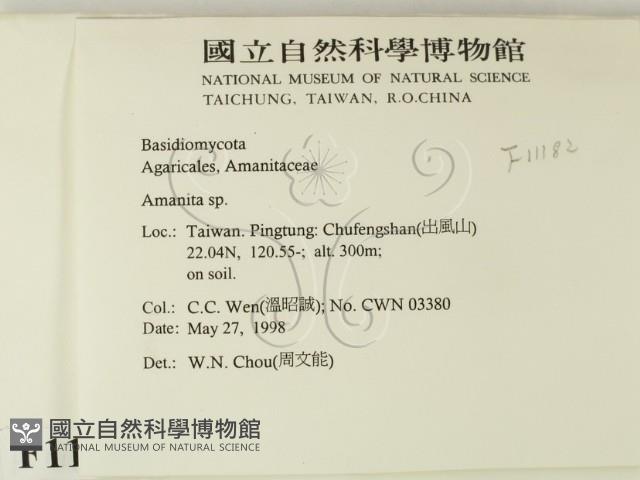 國立自然科學博物館
NATIONAL MUSEUM OF NATURAL SCIENCE
TAICHUNG, TAIWAN, R.O.CHINA
F11182
Basidiomycota
Agaricales, Amanitaceae
Amanita sp.
Loc.: Taiwan. Pingtung: Chufengshan(出風山)
22.04N, 120.55-; alt. 300m;
on soil.
Col.: C.C. Wen(溫昭誠); No. CWN 03380
Date: May 27, 1998
Det.: W.N. Chou(周文能)
國立自然科學博物館
NATIONAL MUSEUM OF NATURAL SCIENCE
F11